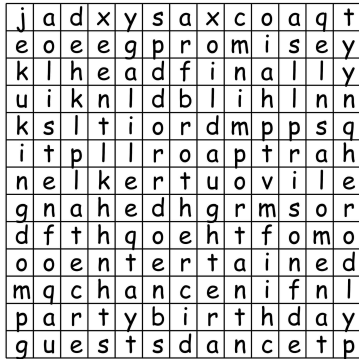 j a d x y s a x c o a q t
e o e e g p r o m i s e y
k l h e a d f i n a l l y
u i k n l d b l i h l n n
k s l t i o r d m p p s q
i t p l l r o a p t r a h
n e l k e r t u o v i l e
g n a h e d h g r m s o r
d f t h q o e h t f o m o
o o e n t e r t a i n e d
m q c h a n c e n i f n l
p a r t y b i r t h d a y
g u e s t s d a n c e t p